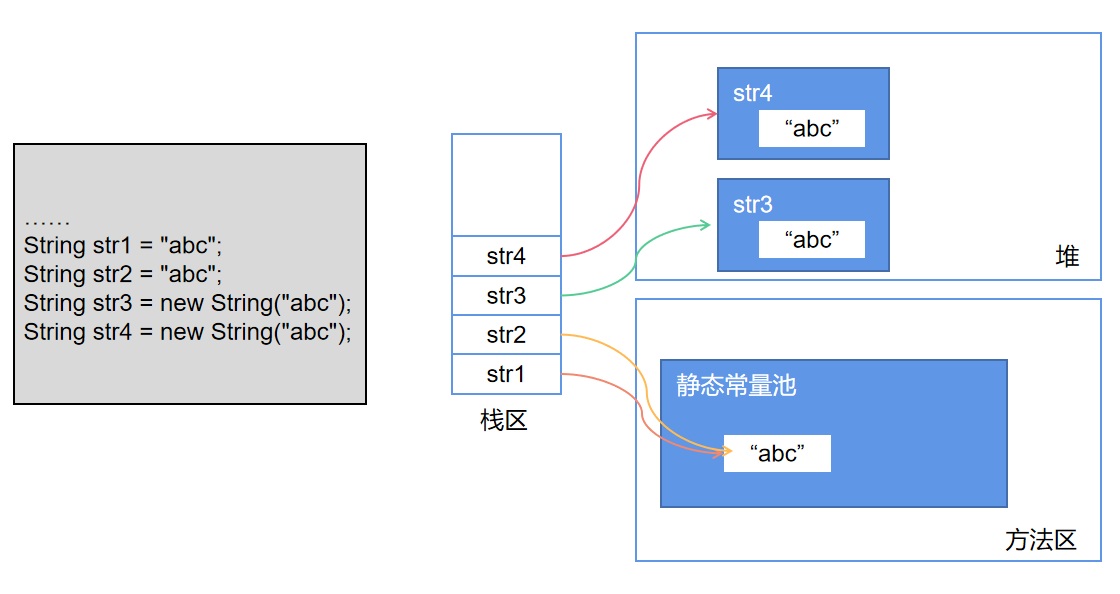 ……
String str1 = "abc";
String str2 = "abc";
String str3 = new String("abc");
String str4 = new String("abc");
str4
str3
str2
str1
栈区
str4
“abc”
str3
“abc”
堆
静态常量池
“abc”
方法区